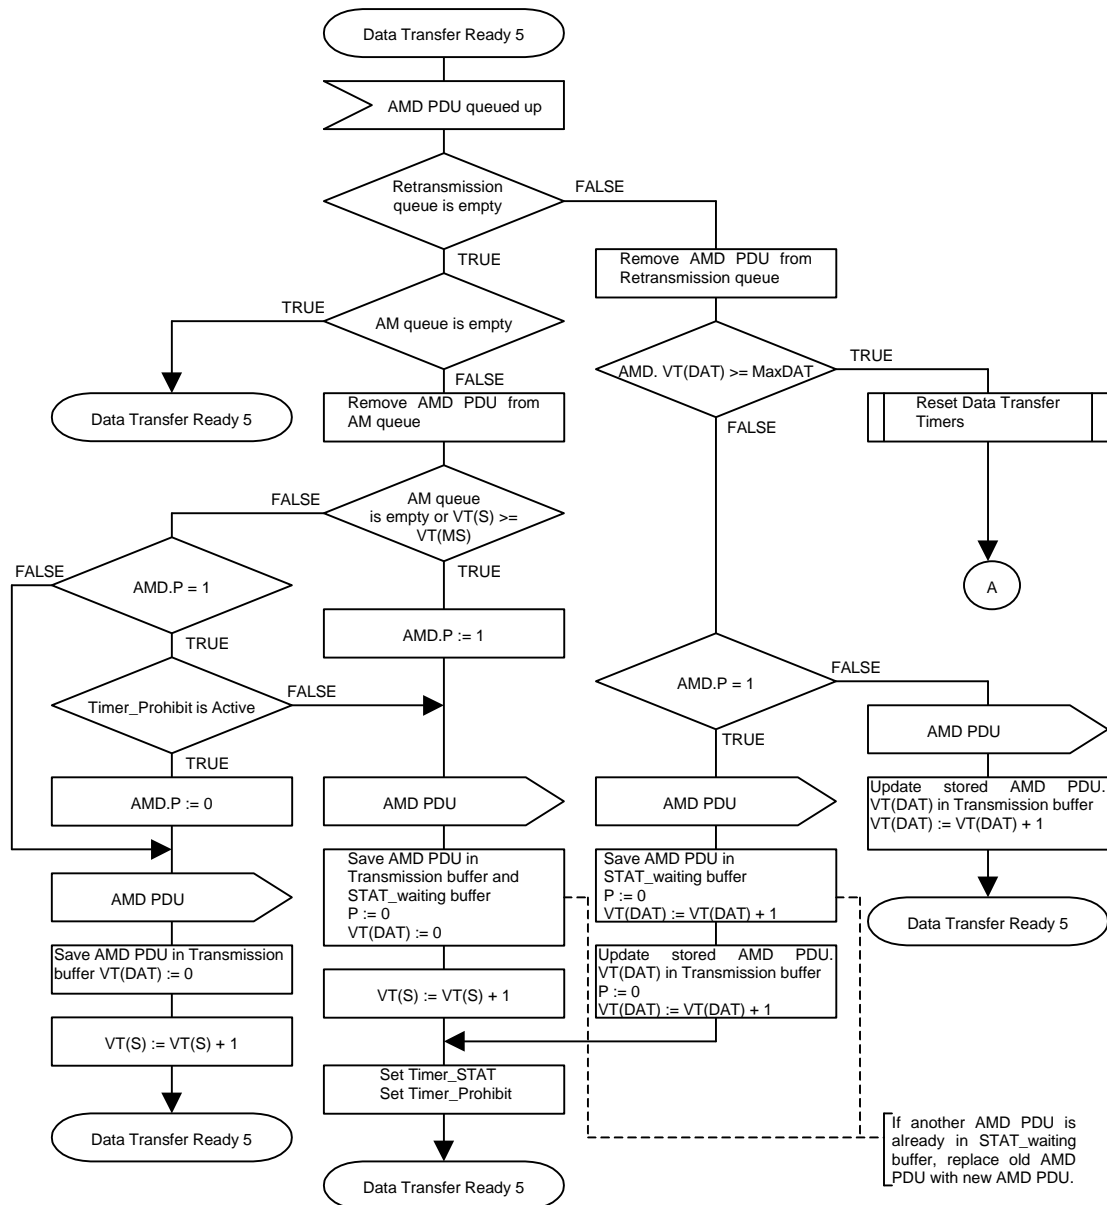 Data Transfer Ready 5
AMD PDU queued up
Retransmission
queue is empty
FALSE
TRUE
Remove AMD PDU from
Retransmission queue
TRUE
AM queue is empty
FALSE
AMD. VT(DAT) >= MaxDAT
TRUE
FALSE
Data Transfer Ready 5
Remove AMD PDU from
AM queue
Reset Data Transfer
Timers
FALSE
AM queue
is empty or VT(S) >=
VT(MS)
TRUE
FALSE
AMD.P = 1
TRUE
A
AMD.P := 1
Timer_Prohibit is Active
FALSE
TRUE
AMD.P = 1
FALSE
TRUE
AMD PDU
AMD.P := 0
AMD PDU
AMD PDU
Update stored AMD PDU.
VT(DAT) in Transmission buffer
VT(DAT) := VT(DAT) + 1
AMD PDU
Save AMD PDU in
Transmission buffer and
STAT_waiting buffer
P := 0
VT(DAT) := 0
Save AMD PDU in
STAT_waiting buffer
P := 0
VT(DAT) := VT(DAT) + 1
Data Transfer Ready 5
Save AMD PDU in Transmission
buffer VT(DAT) := 0
Update stored AMD PDU.
VT(DAT) in Transmission buffer
P := 0
VT(DAT) := VT(DAT) + 1
VT(S) := VT(S) + 1
VT(S) := VT(S) + 1
Set Timer_STAT
Set Timer_Prohibit
Data Transfer Ready 5
Data Transfer Ready 5
If another AMD PDU is
already in STAT_waiting
buffer, replace old AMD
PDU with new AMD PDU.